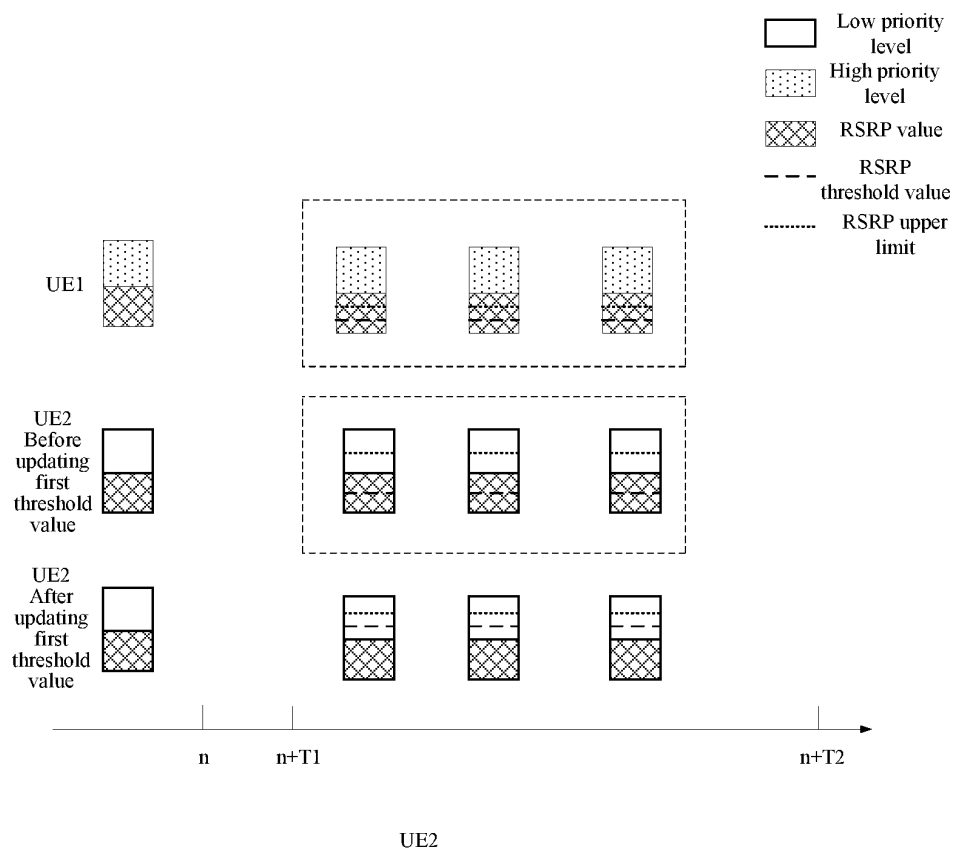 Low priority
level
High priority
level
RSRP value
RSRP
threshold value
RSRP upper
limit
UE1
UE2
Before
updating
first
threshold
value
UE2
After
updating
first
threshold
value
n
n+T1
n+T2
UE2